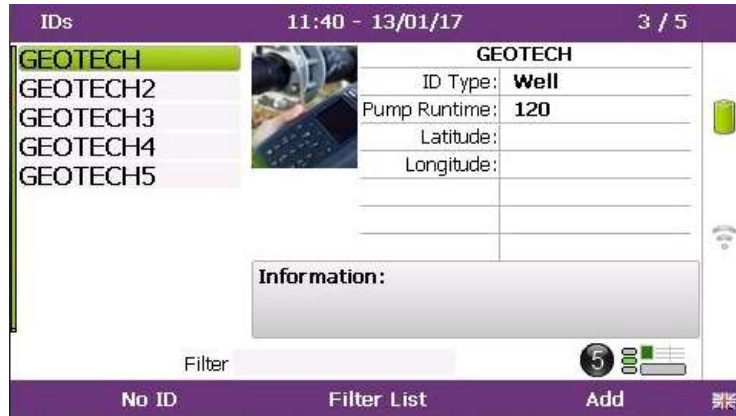 IDs 11:40 - 13/01/17 3 / 5
GEOTECH
GEOTECH2
GEOTECH3
GEOTECH4
GEOTECH5
GEOTECH
ID Type: Well
Pump Runtime: 120
Latitude:
Longitude:
Information:
Filter
5
No ID Filter List Add